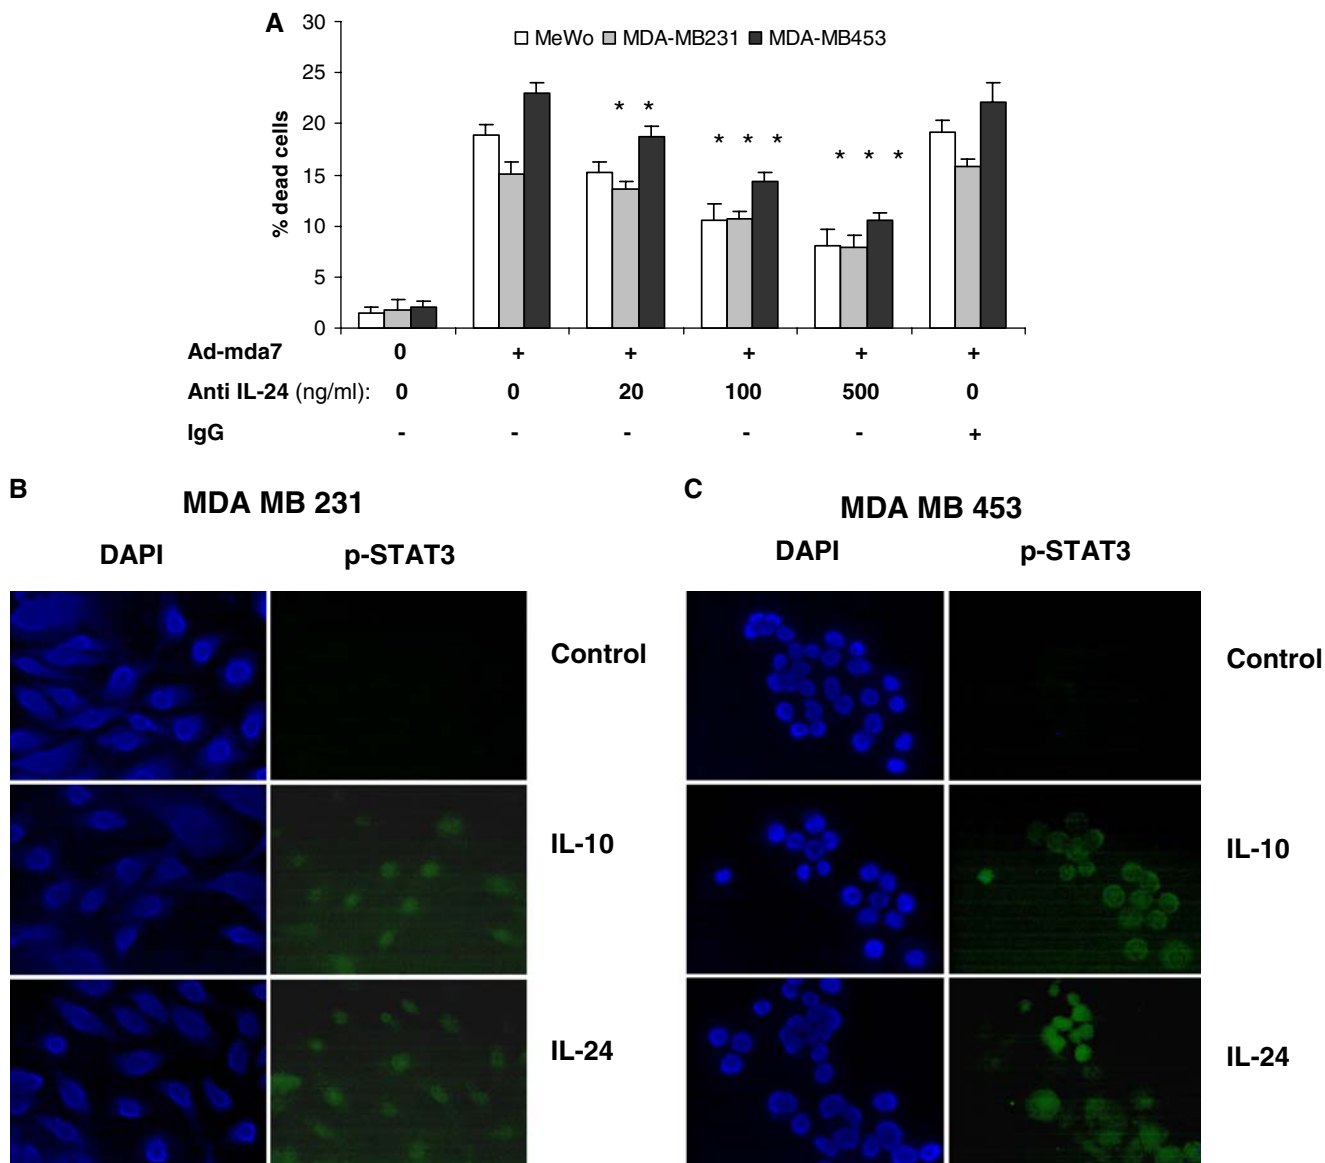 A
30
25
20
15
10
5
0
% dead cells
MeWo MDA-MB231 MDA-MB453
* *
* * *
* * *
Ad-mda7 0 + + + + +
Anti IL-24 (ng/ml): 0 0 20 100 500 0
IgG - - - - - +
B
MDA MB 231
DAPI p-STAT3
Control
IL-10
IL-24
C
MDA MB 453
DAPI p-STAT3
Control
IL-10
IL-24